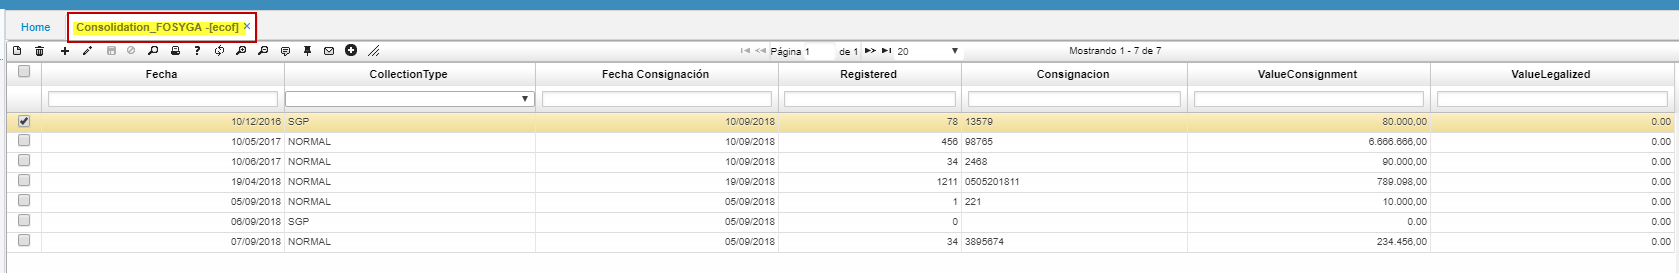 Home Consolidation_FOSYGA -[ecof] ×
Página 1 de 1 20 Mostrando 1 - 7 de 7
Fecha CollectionType Fecha Consignación Registered Consignacion ValueConsignment ValueLegalized
10/12/2016 SGP 10/09/2018 78 13579 80.000,00 0.00
10/05/2017 NORMAL 10/09/2018 456 98765 6.666.666,00 0.00
10/06/2017 NORMAL 10/09/2018 34 2468 90.000,00 0.00
19/04/2018 NORMAL 19/09/2018 1211 0505201811 789.098,00 0.00
05/09/2018 NORMAL 05/09/2018 1 221 10.000,00 0.00
06/09/2018 SGP 05/09/2018 0 0.00 0.00
07/09/2018 NORMAL 05/09/2018 34 3895674 234.456,00 0.00